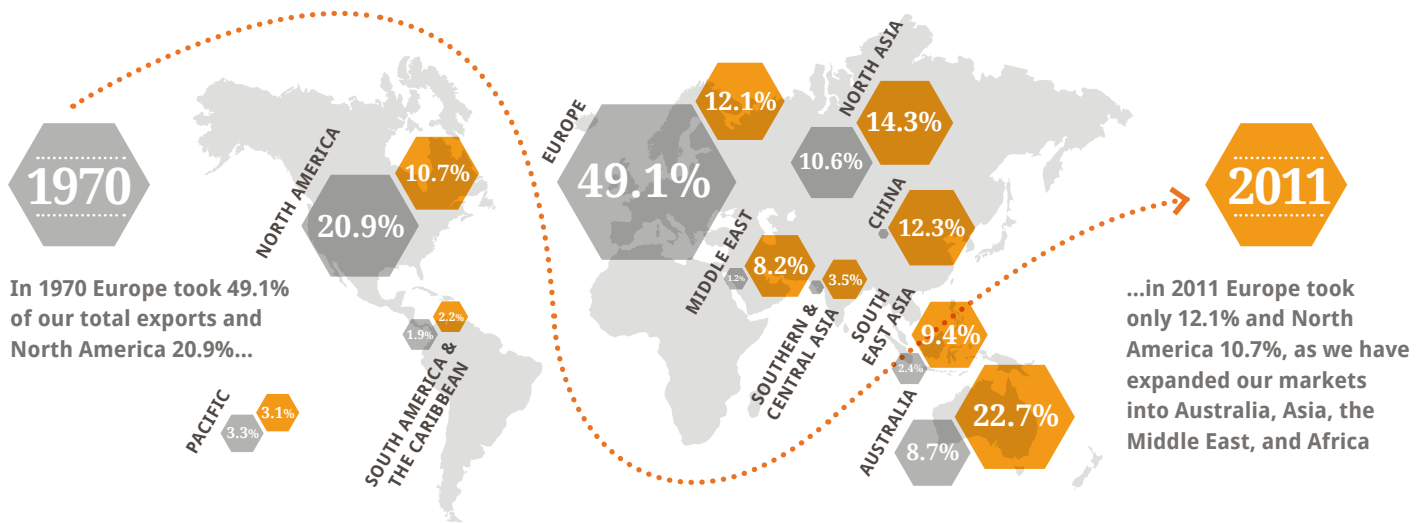 1970
In 1970 Europe took 49.1%
of our total exports and
North America 20.9%...
NORTH AMERICA
20.9%
10.7%
PACIFIC
3.3%
3.1%
SOUTH AMERICA &
THE CARIBBEAN
1.9%
2,2%
EUROPE
49.1%
12.1%
NORTH ASIA
10.6%
14.3%
CHINA
12.3%
MIDDLE EAST
1.2%
8.2%
SOUTHERN &
CENTRAL ASIA
3.5%
SOUTH
EAST ASIA
2.4%
9.4%
AUSTRALIA
8.7%
22.7%
2011
...in 2011 Europe took
only 12.1% and North
America 10.7%, as we have
expanded our markets
into Australia, Asia, the
Middle East, and Africa